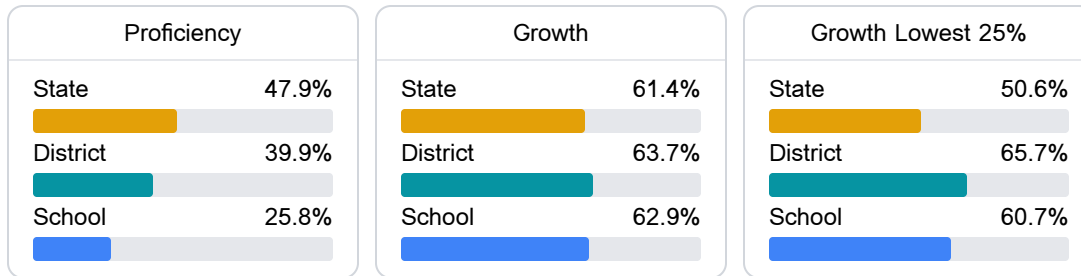 Proficiency
State 47.9%
District 39.9%
School 25.8%
Growth
State 61.4%
District 63.7%
School 62.9%
Growth Lowest 25%
State 50.6%
District 65.7%
School 60.7%